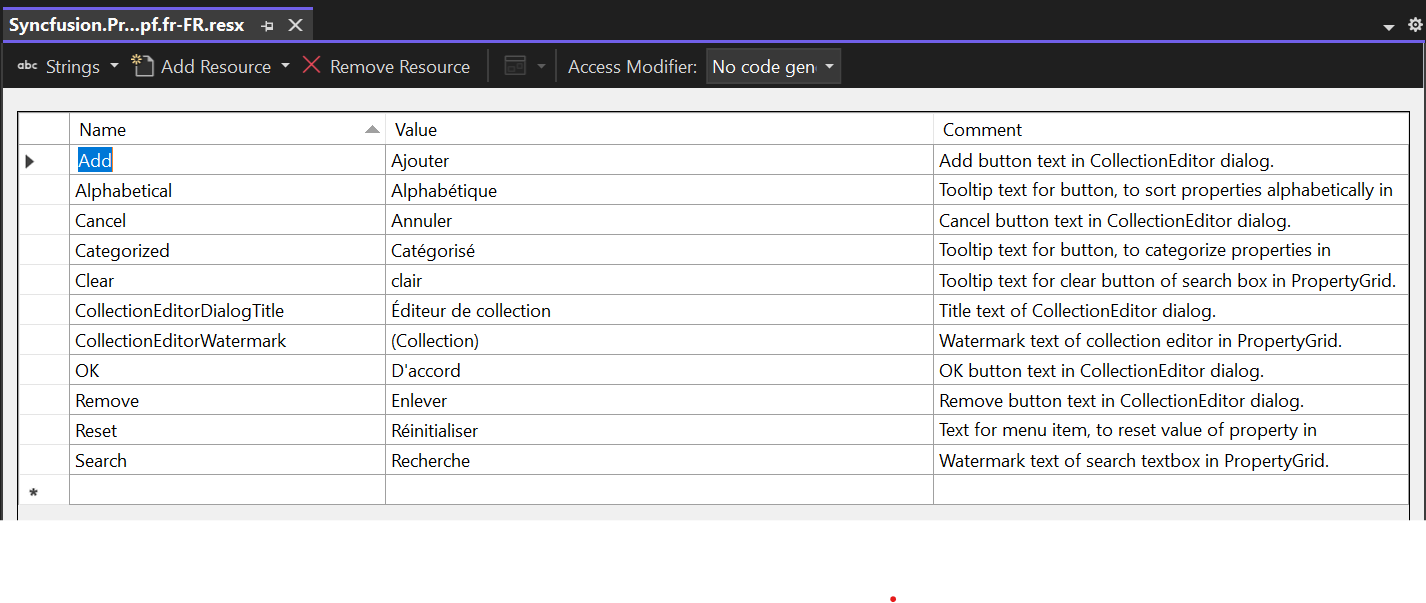 Syncfusion.Pr...pf.fr-FR.resx
abc Strings Add Resource Remove Resource Access Modifier: No code gen
Name Value Comment
Add Ajouter Add button text in CollectionEditor dialog.
Alphabetical Alphabétique Tooltip text for button, to sort properties alphabetically in
Cancel Annuler Cancel button text in CollectionEditor dialog.
Categorized Catégorisé Tooltip text for button, to categorize properties in
Clear clair Tooltip text for clear button of search box in PropertyGrid.
CollectionEditorDialogTitle Éditeur de collection Title text of CollectionEditor dialog.
CollectionEditorWatermark (Collection) Watermark text of collection editor in PropertyGrid.
OK D'accord OK button text in CollectionEditor dialog.
Remove Enlever Remove button text in CollectionEditor dialog.
Reset Réinitialiser Text for menu item, to reset value of property in
Search Recherche Watermark text of search textbox in PropertyGrid.
*